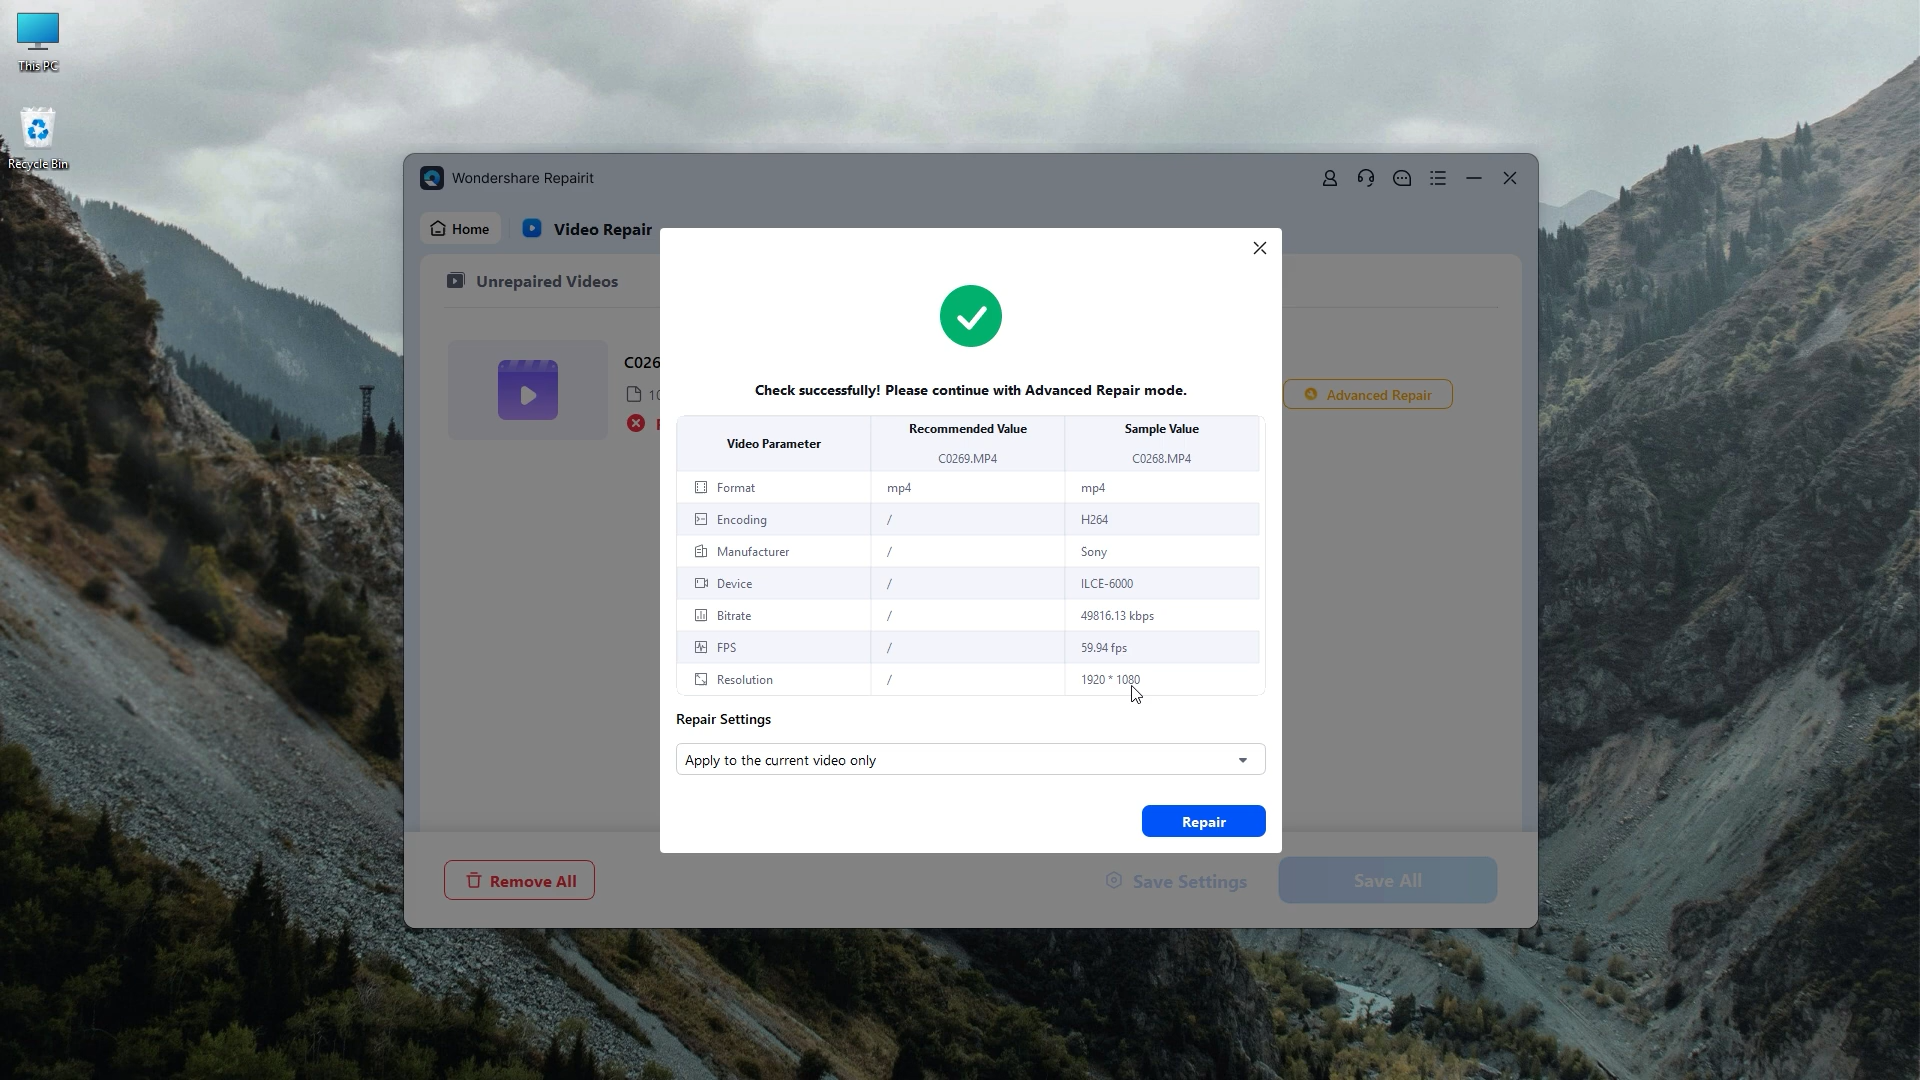 This PC
Recycle Bin
Wondershare Repairit
Home
Video Repair
Unrepaired Videos
C026
10
Advanced Repair
Check successfully! Please continue with Advanced Repair mode.
Video Parameter
Recommended Value
C0269.MP4
Sample Value
C0268.MP4
Format mp4 mp4
Encoding / H264
Manufacturer / Sony
Device / ILCE-6000
Bitrate / 49816.13 kbps
FPS / 59.94 fps
Resolution / 1920 * 1080
Repair Settings
Apply to the current video only
Repair
Remove All
Save Settings
Save All